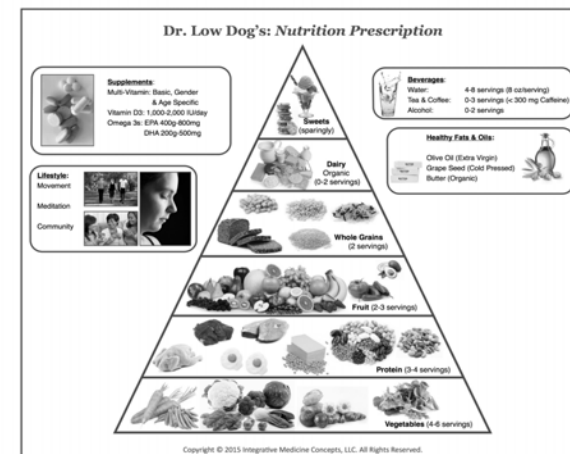 Dr. Low Dog's: Nutrition Prescription
Supplements:
Multi-Vitamin: Basic, Gender
& Age Specific
Vitamin D3: 1,000-2,000 IU/day
Omega 3s: EPA 400g-800mg
DHA 200g-500mg
Lifestyle:
Movement
Meditation
Community
Beverages:
Water: 4-8 servings (8 oz/serving)
Tea & Coffee: 0-3 servings (< 300 mg Caffeine)
Alcohol: 0-2 servings
Healthy Fats & Oils:
Olive Oil (Extra Virgin)
Grape Seed (Cold Pressed)
Butter (Organic)
Sweets
(sparingly)
Dairy
Organic
(0-2 servings)
Whole Grains
(2 servings)
Fruit (2-3 servings)
Protein (3-4 servings)
Vegetables (4-6 servings)
Copyright © 2015 Integrative Medicine Concepts, LLC. All Rights Reserved.